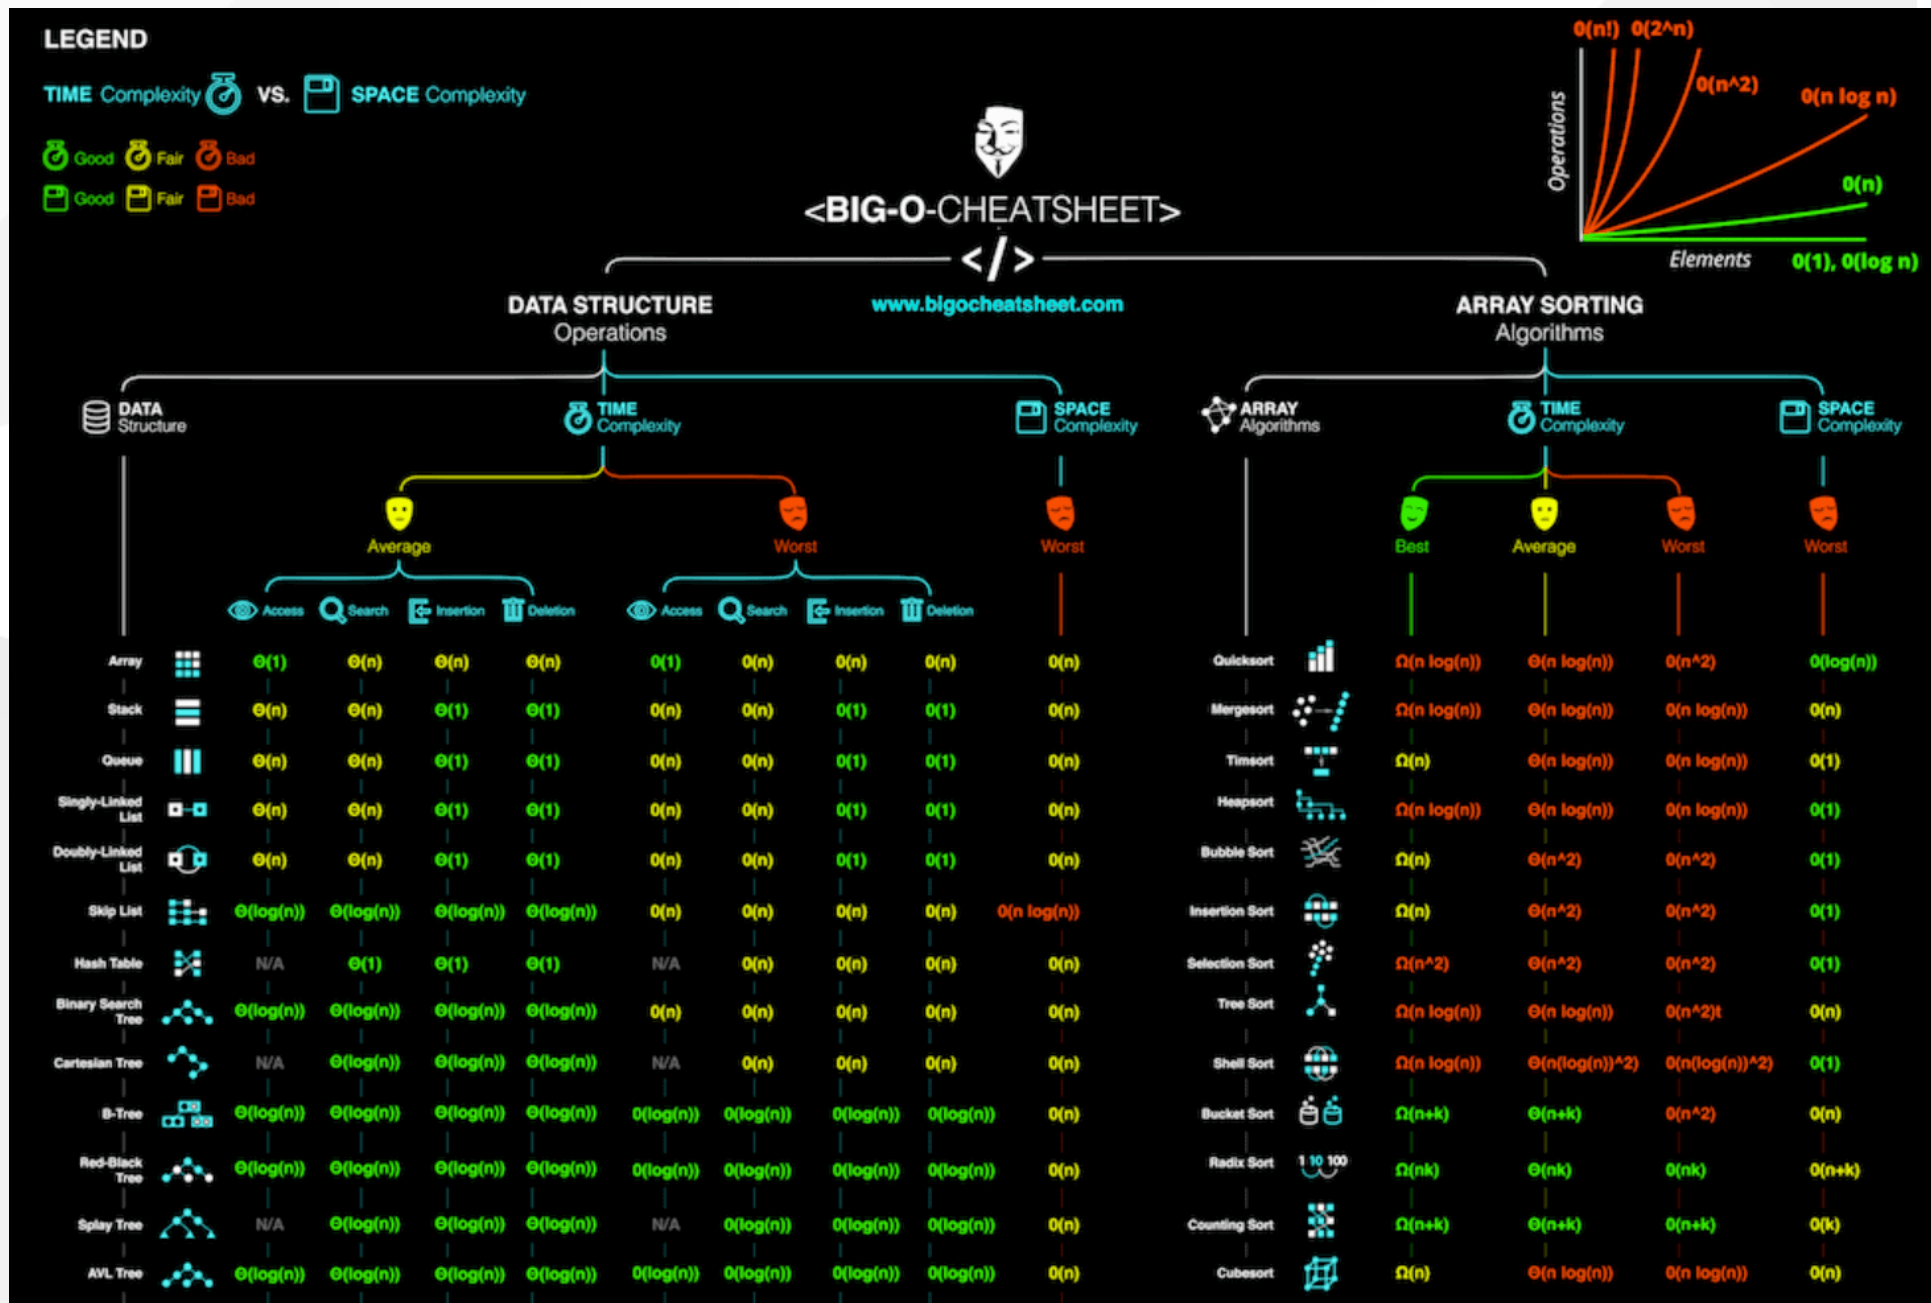 LEGEND
TIME Complexity VS. SPACE Complexity
Good Fair Bad
Good Fair Bad
<BIG-O-CHEATSHEET>
</>
www.bigocheatsheet.com
O(n!) O(2^n)
O(n^2)
O(n log n)
O(n)
O(1), O(log n)
Operations
Elements
DATA STRUCTURE
Operations
ARRAY SORTING
Algorithms
DATA
Structure
TIME
Complexity
SPACE
Complexity
ARRAY
Algorithms
TIME
Complexity
SPACE
Complexity
Average Worst Worst
Best Average Worst Worst
Access Search Insertion Deletion Access Search Insertion Deletion
Array Θ(1) Θ(n) Θ(n) Θ(n) O(1) O(n) O(n) O(n) O(n)
Stack Θ(n) Θ(n) Θ(1) Θ(1) O(n) O(n) O(1) O(1) O(n)
Queue Θ(n) Θ(n) Θ(1) Θ(1) O(n) O(n) O(1) O(1) O(n)
Singly-Linked
List Θ(n) Θ(n) Θ(1) Θ(1) O(n) O(n) O(1) O(1) O(n)
Doubly-Linked
List Θ(n) Θ(n) Θ(1) Θ(1) O(n) O(n) O(1) O(1) O(n)
Skip List Θ(log(n)) Θ(log(n)) Θ(log(n)) Θ(log(n)) O(n) O(n) O(n) O(n) O(n log(n))
Hash Table N/A Θ(1) Θ(1) Θ(1) N/A O(n) O(n) O(n) O(n)
Binary Search
Tree Θ(log(n)) Θ(log(n)) Θ(log(n)) Θ(log(n)) O(n) O(n) O(n) O(n) O(n)
Cartesian Tree N/A Θ(log(n)) Θ(log(n)) Θ(log(n)) N/A O(n) O(n) O(n) O(n)
B-Tree Θ(log(n)) Θ(log(n)) Θ(log(n)) Θ(log(n)) O(log(n)) O(log(n)) O(log(n)) O(log(n)) O(n)
Red-Black
Tree Θ(log(n)) Θ(log(n)) Θ(log(n)) Θ(log(n)) O(log(n)) O(log(n)) O(log(n)) O(log(n)) O(n)
Splay Tree N/A Θ(log(n)) Θ(log(n)) Θ(log(n)) N/A O(log(n)) O(log(n)) O(log(n)) O(n)
AVL Tree Θ(log(n)) Θ(log(n)) Θ(log(n)) Θ(log(n)) O(log(n)) O(log(n)) O(log(n)) O(log(n)) O(n)
Quicksort Ω(n log(n)) Θ(n log(n)) O(n^2) O(log(n))
Mergesort Ω(n log(n)) Θ(n log(n)) O(n log(n)) O(n)
Timsort Ω(n) Θ(n log(n)) O(n log(n)) O(1)
Heapsort Ω(n log(n)) Θ(n log(n)) O(n log(n)) O(1)
Bubble Sort Ω(n) Θ(n^2) O(n^2) O(1)
Insertion Sort Ω(n) Θ(n^2) O(n^2) O(1)
Selection Sort Ω(n^2) Θ(n^2) O(n^2) O(1)
Tree Sort Ω(n log(n)) Θ(n log(n)) O(n^2)t O(n)
Shell Sort Ω(n log(n)) Θ(n(log(n))^2) O(n(log(n))^2) O(1)
Bucket Sort Ω(n+k) Θ(n+k) O(n^2) O(n)
Radix Sort 1 10 100 Ω(nk) Θ(nk) O(nk) O(n+k)
Counting Sort Ω(n+k) Θ(n+k) O(n+k) O(k)
Cubesort Ω(n) Θ(n log(n)) O(n log(n)) O(n)